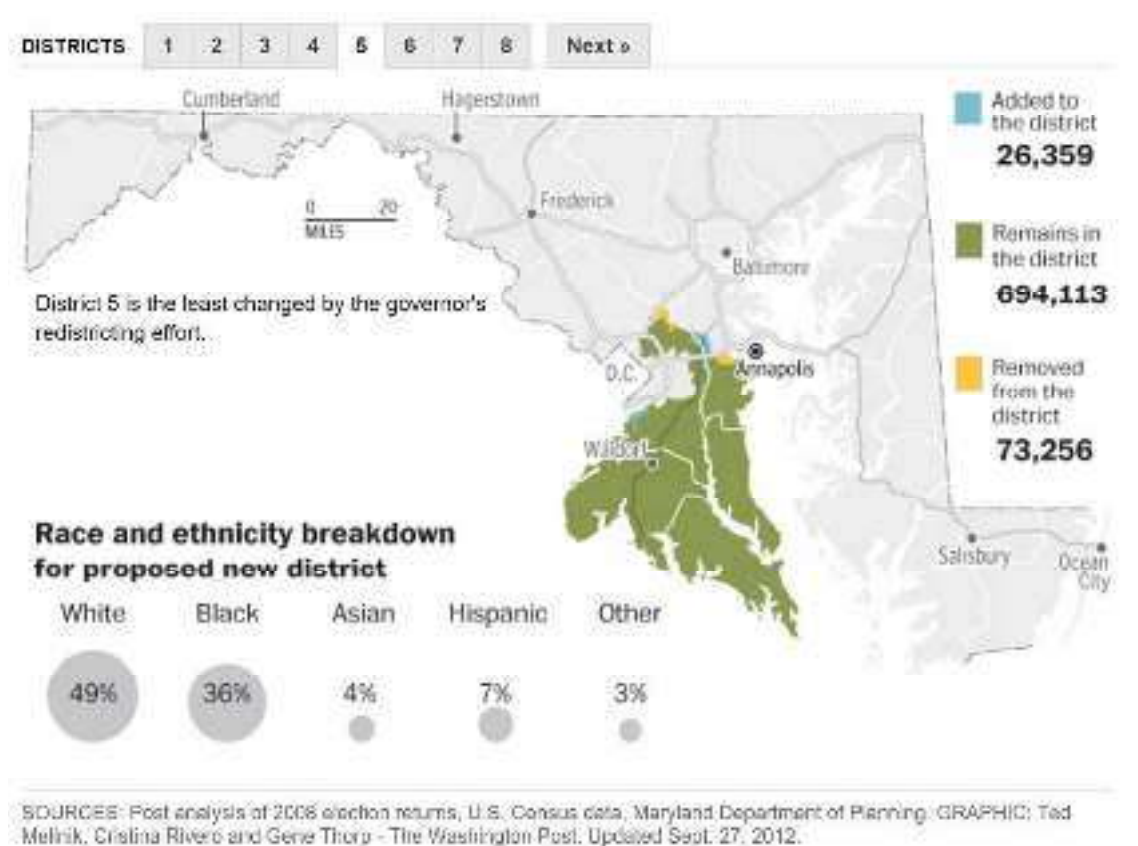 DISTRICTS 1 2 3 4 5 6 7 8 Next »
Cumberland
Hagerstown
Frederick
0 20
MILES
Baltimore
D.C.
Annapolis
Waldorf
Salisbury
Ocean
City
Added to
the district
26,359
Remains in
the district
694,113
Removed
from the
district
73,256
District 5 is the least changed by the governor's
redistricting effort.
Race and ethnicity breakdown
for proposed new district
White Black Asian Hispanic Other
49% 36% 4% 7% 3%
SOURCES: Post analysis of 2008 election returns, U.S. Census data, Maryland Department of Planning. GRAPHIC: Ted
Mellnik, Cristina Rivero and Gene Thorp - The Washington Post. Updated Sept. 27, 2012.